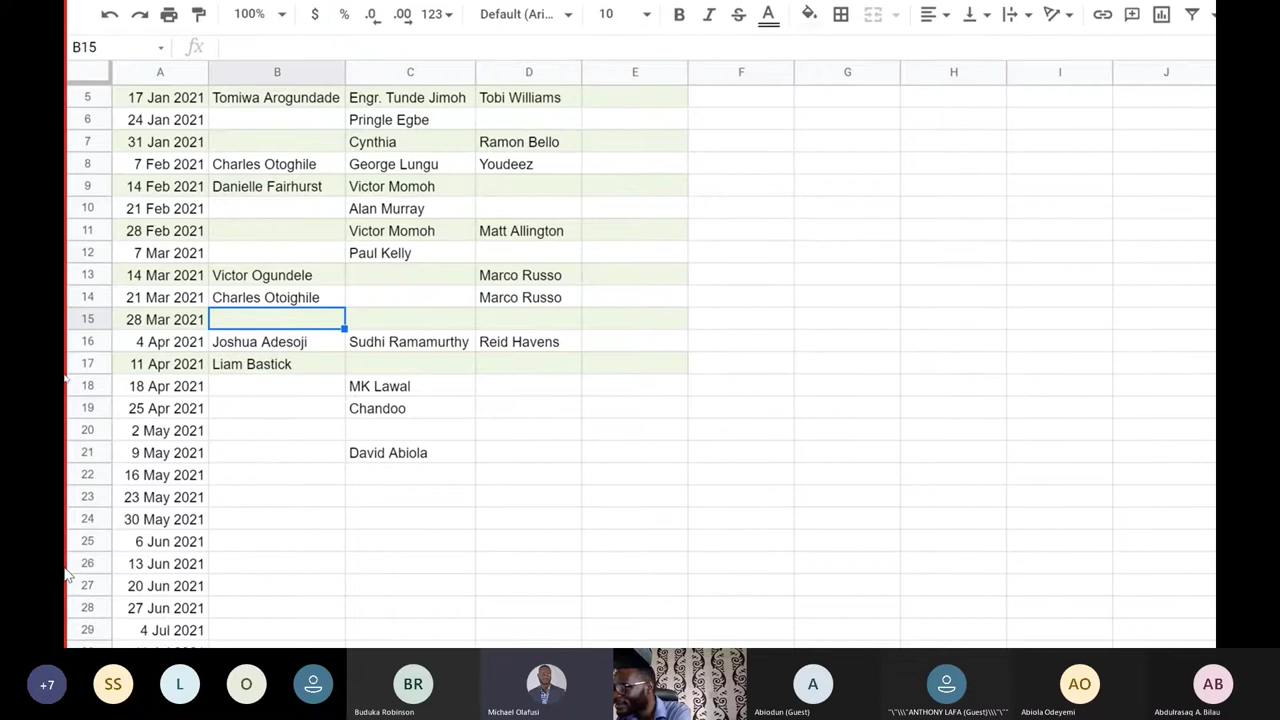 100% $ % .0 .00 123 Default (Ari... 10 B I S A
B15 fx
A B C D E F G H I J
5 17 Jan 2021 Tomiwa Arogundade Engr. Tunde Jimoh Tobi Williams
6 24 Jan 2021 Pringle Egbe
7 31 Jan 2021 Cynthia Ramon Bello
8 7 Feb 2021 Charles Otoghile George Lungu Youdeez
9 14 Feb 2021 Danielle Fairhurst Victor Momoh
10 21 Feb 2021 Alan Murray
11 28 Feb 2021 Victor Momoh Matt Allington
12 7 Mar 2021 Paul Kelly
13 14 Mar 2021 Victor Ogundele Marco Russo
14 21 Mar 2021 Charles Otoighile Marco Russo
15 28 Mar 2021
16 4 Apr 2021 Joshua Adesoji Sudhi Ramamurthy Reid Havens
17 11 Apr 2021 Liam Bastick
18 18 Apr 2021 MK Lawal
19 25 Apr 2021 Chandoo
20 2 May 2021
21 9 May 2021 David Abiola
22 16 May 2021
23 23 May 2021
24 30 May 2021
25 6 Jun 2021
26 13 Jun 2021
27 20 Jun 2021
28 27 Jun 2021
29 4 Jul 2021
+7 SS L O BR A AO AB
Buduka Robinson Michael Olafusi Abiodun (Guest) "\"\\\"ANTHONY LAFA (Guest)\\\"\"" Abiola Odeyemi Abdulrasaq A. Bilau